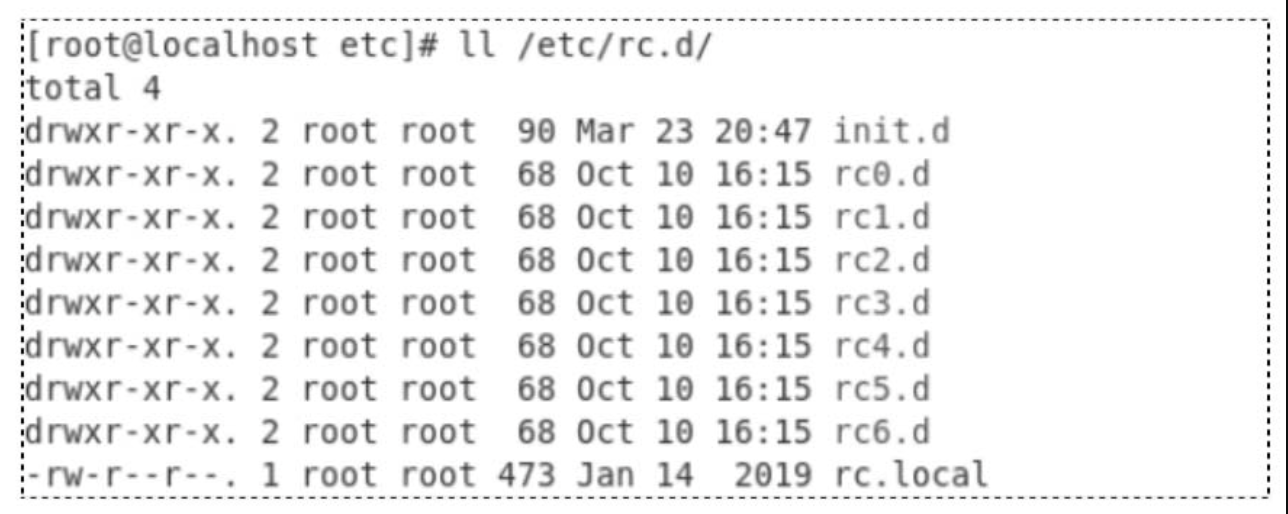 [root@localhost etc]# ll /etc/rc.d/
total 4
drwxr-xr-x. 2 root root  90 Mar 23 20:47 init.d
drwxr-xr-x. 2 root root  68 Oct 10 16:15 rc0.d
drwxr-xr-x. 2 root root  68 Oct 10 16:15 rc1.d
drwxr-xr-x. 2 root root  68 Oct 10 16:15 rc2.d
drwxr-xr-x. 2 root root  68 Oct 10 16:15 rc3.d
drwxr-xr-x. 2 root root  68 Oct 10 16:15 rc4.d
drwxr-xr-x. 2 root root  68 Oct 10 16:15 rc5.d
drwxr-xr-x. 2 root root  68 Oct 10 16:15 rc6.d
-rw-r--r--. 1 root root 473 Jan 14  2019 rc.local